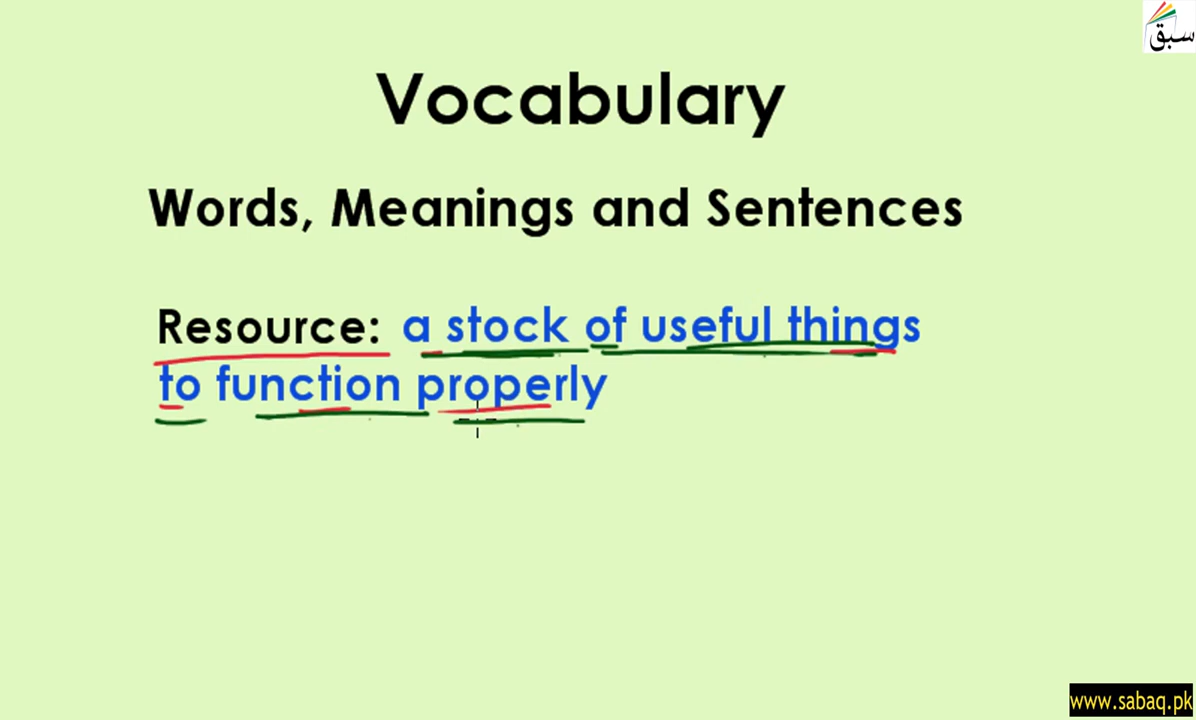 سبق
Vocabulary
Words, Meanings and Sentences
Resource: a stock of useful things
to function properly
www.sabaq.pk